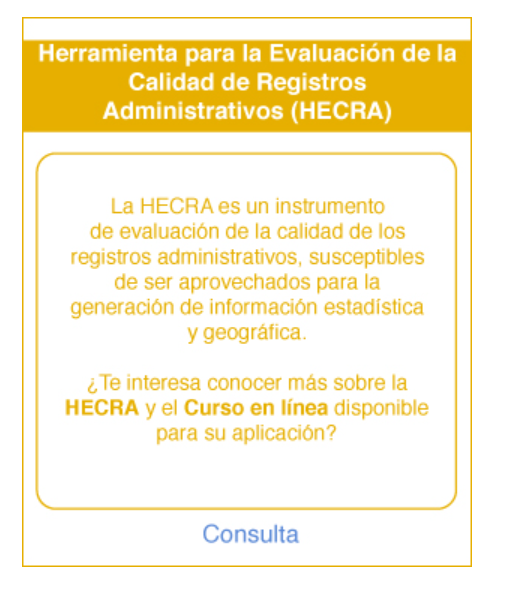 Herramienta para la Evaluación de la
Calidad de Registros
Administrativos (HECRA)
La HECRA es un instrumento
de evaluación de la calidad de los
registros administrativos, susceptibles
de ser aprovechados para la
generación de información estadística
y geográfica.
¿Te interesa conocer más sobre la
HECRA y el Curso en línea disponible
para su aplicación?
Consulta